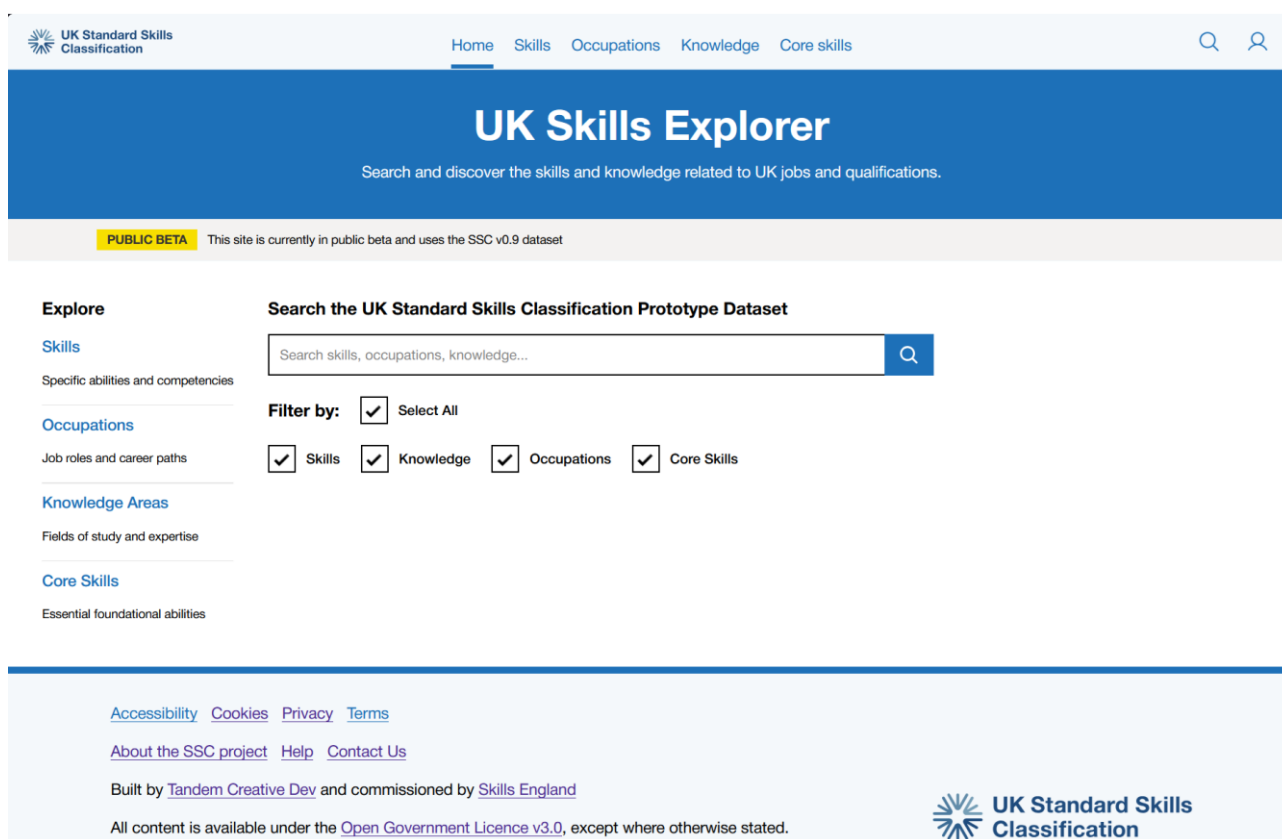 UK Standard Skills
Classification
Home Skills Occupations Knowledge Core skills
UK Skills Explorer
Search and discover the skills and knowledge related to UK jobs and qualifications.
PUBLIC BETA This site is currently in public beta and uses the SSC v0.9 dataset
Explore
Skills
Specific abilities and competencies
Occupations
Job roles and career paths
Knowledge Areas
Fields of study and expertise
Core Skills
Essential foundational abilities
Search the UK Standard Skills Classification Prototype Dataset
Search skills, occupations, knowledge...
Filter by: Select All
Skills Knowledge Occupations Core Skills
Accessibility Cookies Privacy Terms
About the SSC project Help Contact Us
Built by Tandem Creative Dev and commissioned by Skills England
All content is available under the Open Government Licence v3.0, except where otherwise stated.
UK Standard Skills
Classification